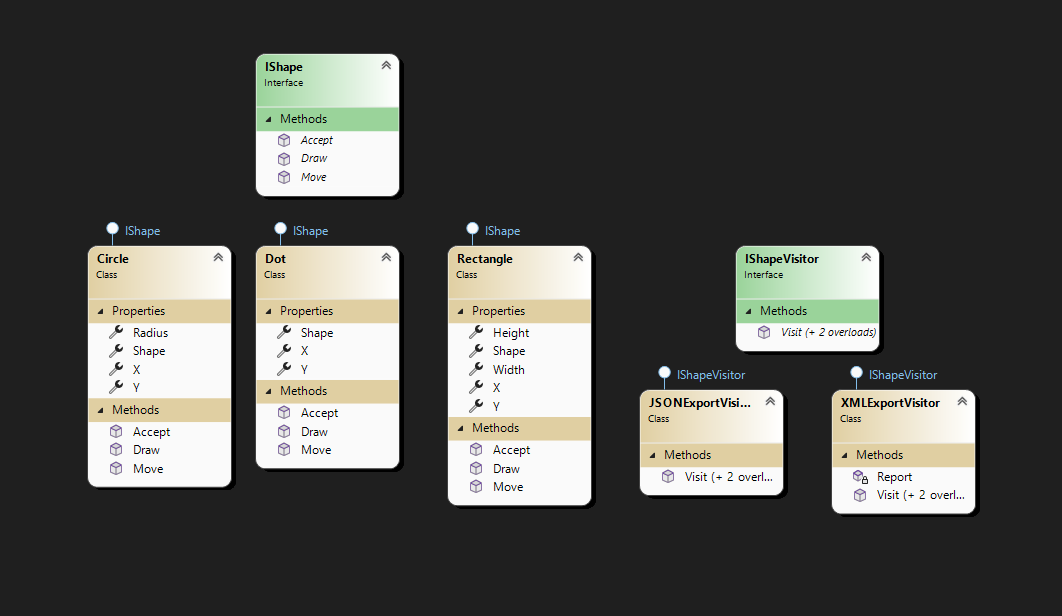 IShape
Interface
Methods
Accept
Draw
Move
IShape
Circle
Class
Properties
Radius
Shape
X
Y
Methods
Accept
Draw
Move
IShape
Dot
Class
Properties
Shape
X
Y
Methods
Accept
Draw
Move
IShape
Rectangle
Class
Properties
Height
Shape
Width
X
Y
Methods
Accept
Draw
Move
IShapeVisitor
Interface
Methods
Visit (+ 2 overloads)
IShapeVisitor
JSONExportVisi...
Class
Methods
Visit (+ 2 overl...
IShapeVisitor
XMLExportVisitor
Class
Methods
Report
Visit (+ 2 overl...